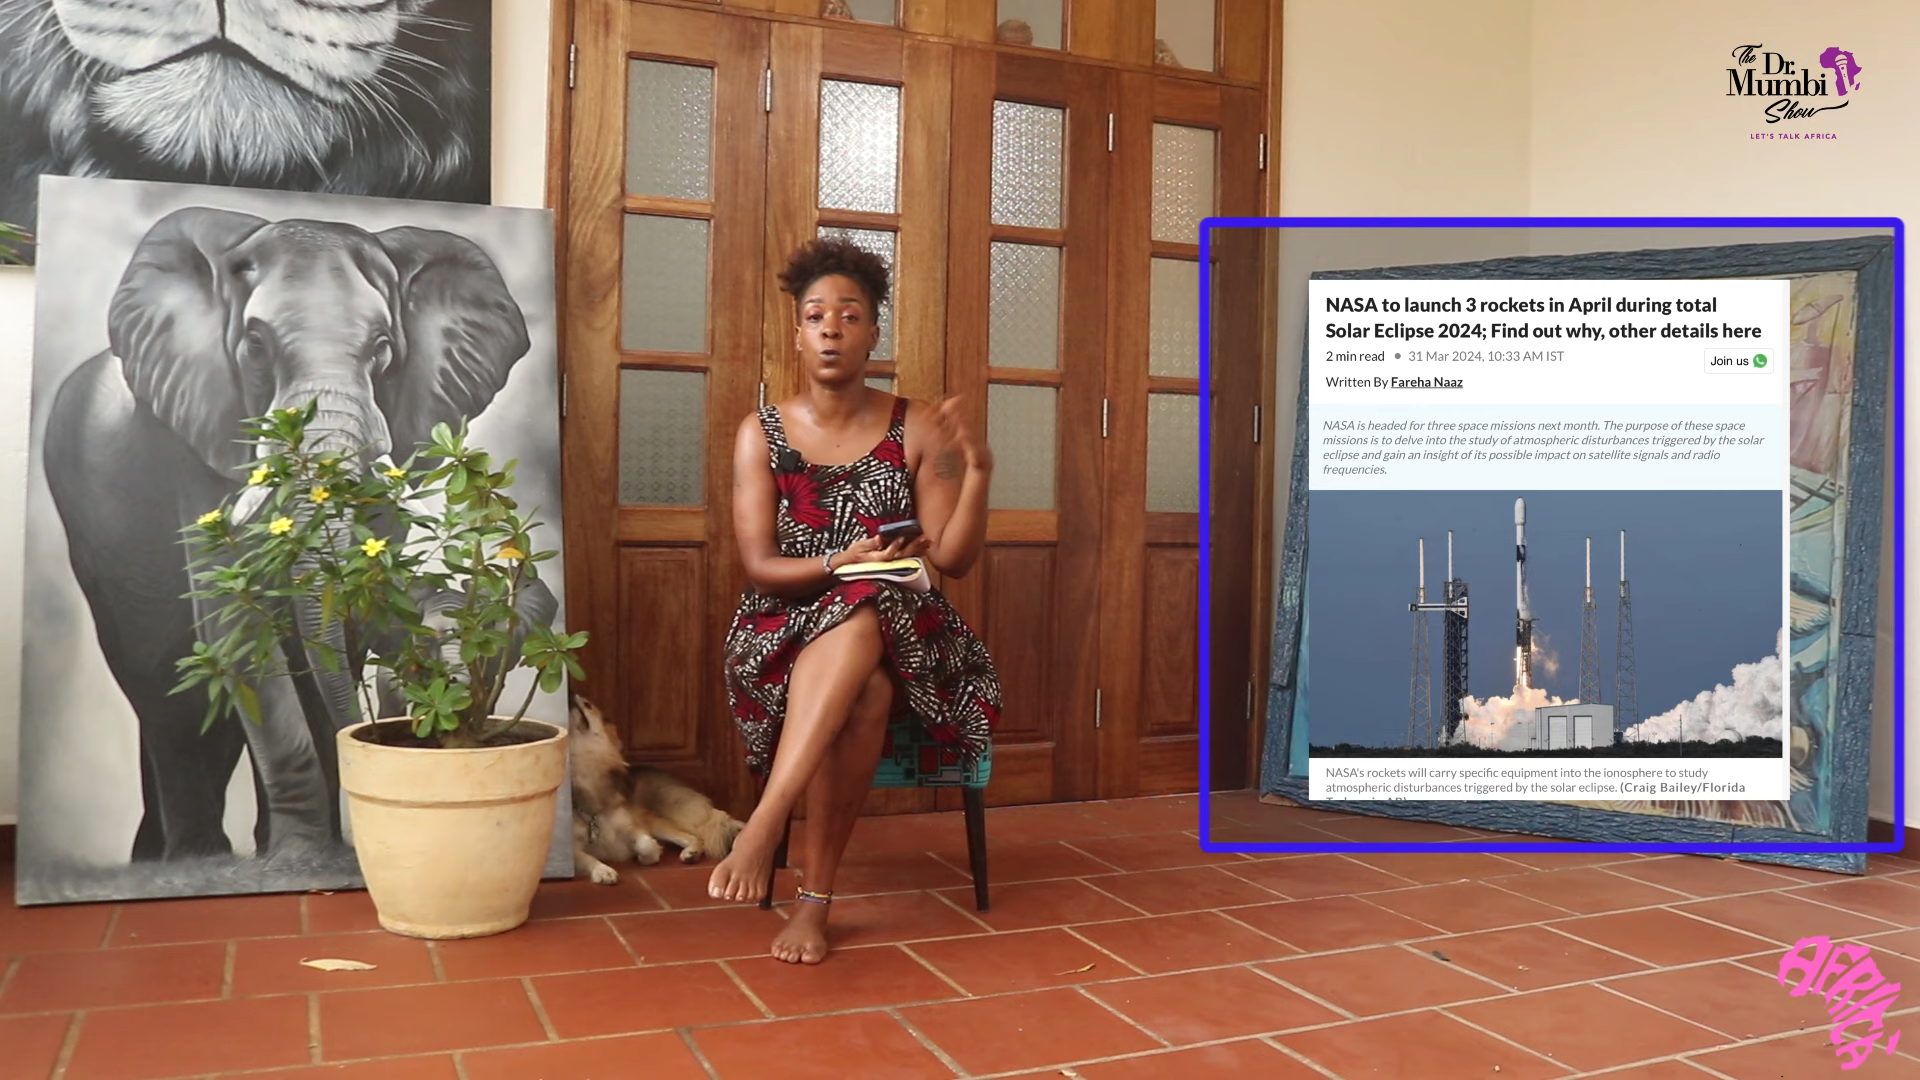 The Dr.
Mumbi
Show
LET'S TALK AFRICA
NASA to launch 3 rockets in April during total
Solar Eclipse 2024; Find out why, other details here
2 min read • 31 Mar 2024, 10:33 AM IST
Join us
Written By Fareha Naaz
NASA is headed for three space missions next month. The purpose of these space
missions is to delve into the study of atmospheric disturbances triggered by the solar
eclipse and gain an insight of its possible impact on satellite signals and radio
frequencies.
NASA's rockets will carry specific equipment into the ionosphere to study
atmospheric disturbances triggered by the solar eclipse. (Craig Bailey/Florida
AFRICA